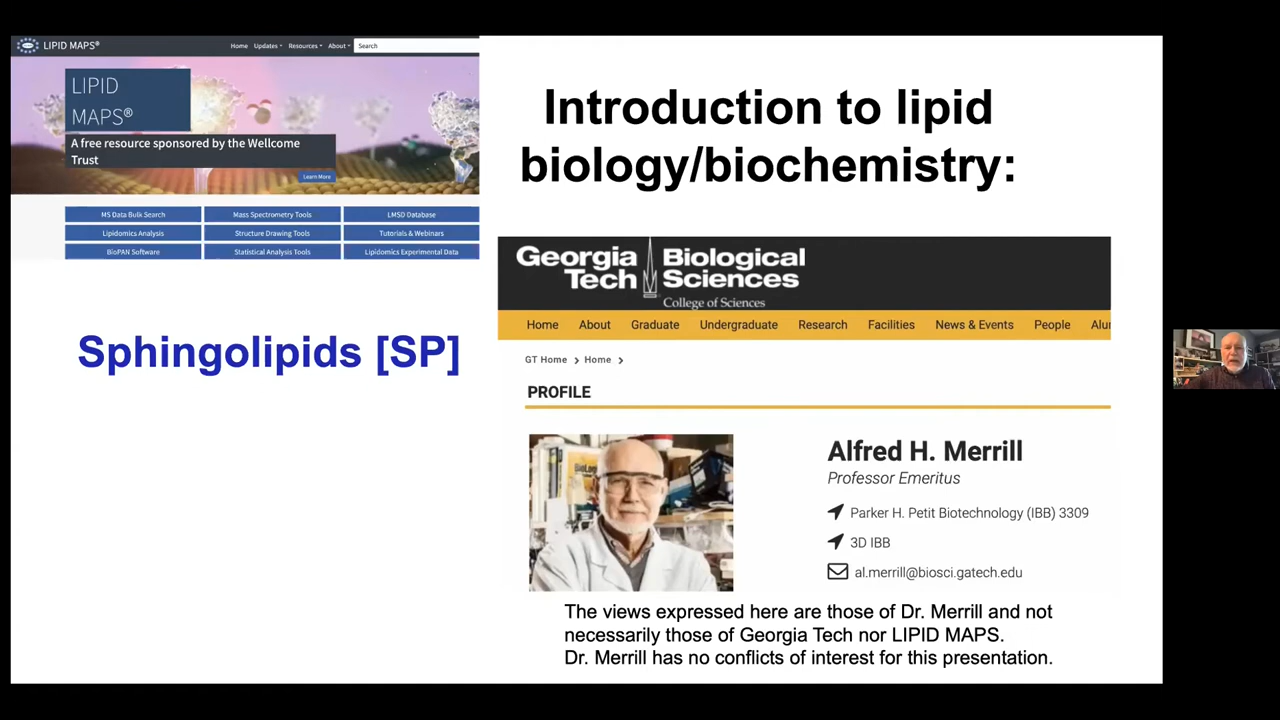 LIPID MAPS®
Home Updates Resources About Search
LIPID
MAPS®
A free resource sponsored by the Wellcome
Trust
Learn More
MS Data Bulk Search Mass Spectrometry Tools LMSD Database
Lipidomics Analysis Structure Drawing Tools Tutorials & Webinars
BioPAN Software Statistical Analysis Tools Lipidomics Experimental Data
Sphingolipids [SP]
Introduction to lipid
biology/biochemistry:
Georgia Tech
Biological Sciences
College of Sciences
Home About Graduate Undergraduate Research Facilities News & Events People Alu
GT Home > Home >
PROFILE
Alfred H. Merrill
Professor Emeritus
Parker H. Petit Biotechnology (IBB) 3309
3D IBB
al.merrill@biosci.gatech.edu
The views expressed here are those of Dr. Merrill and not
necessarily those of Georgia Tech nor LIPID MAPS.
Dr. Merrill has no conflicts of interest for this presentation.